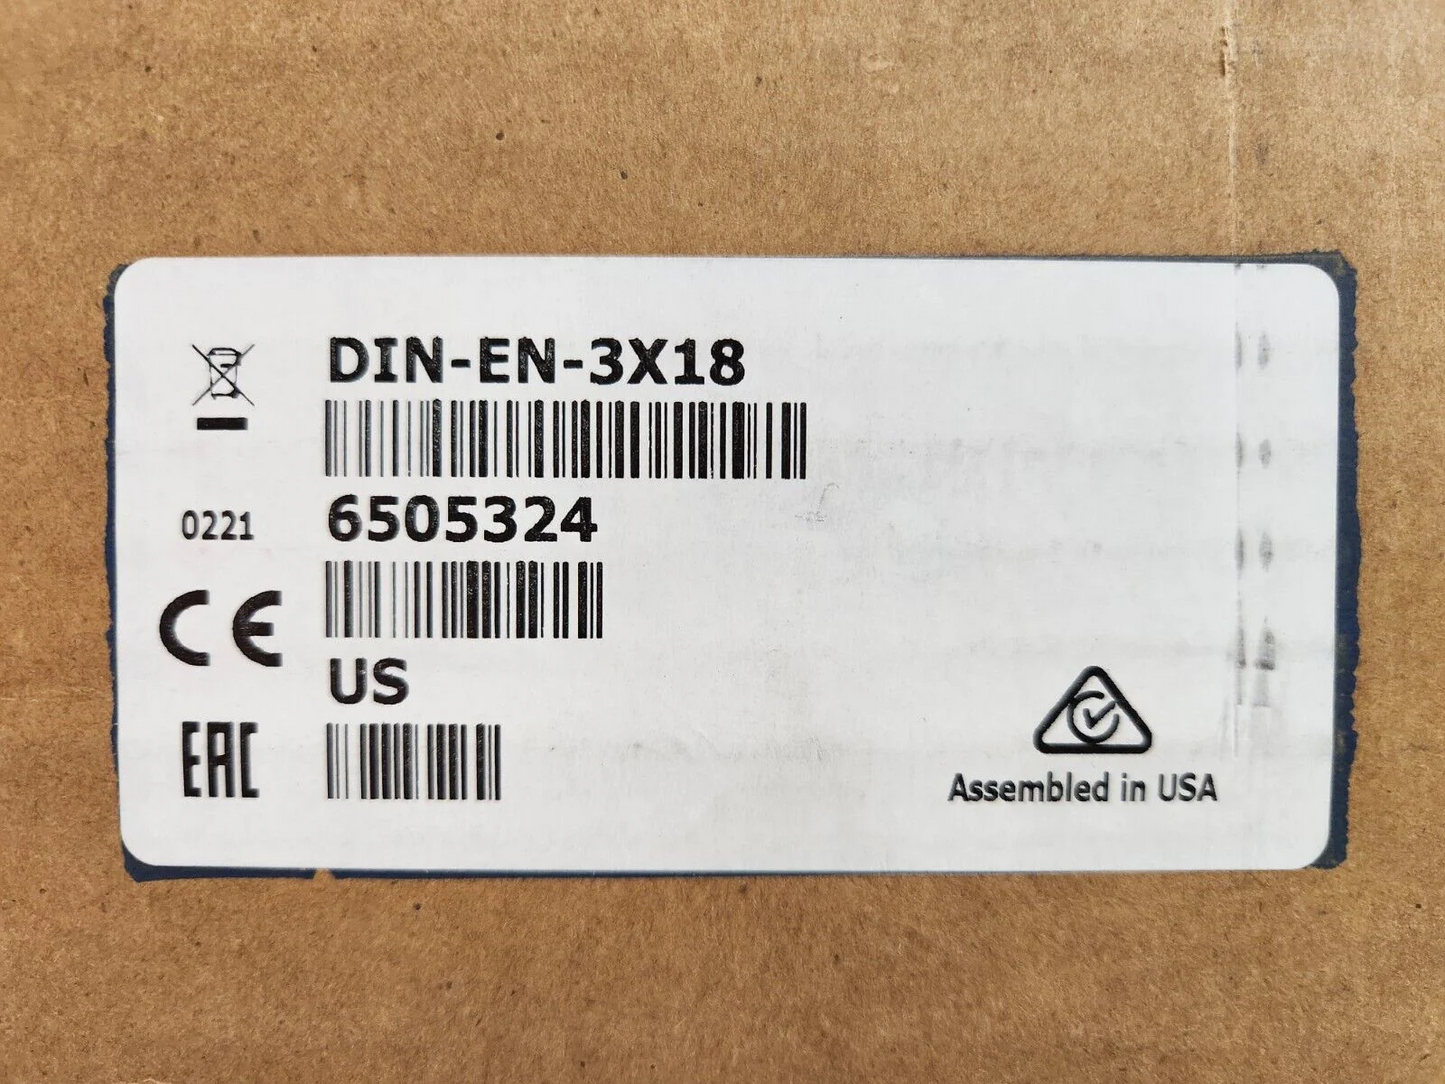 DIN-EN-3X18
0221
6505324
CE
US
EAC
Assembled in USA